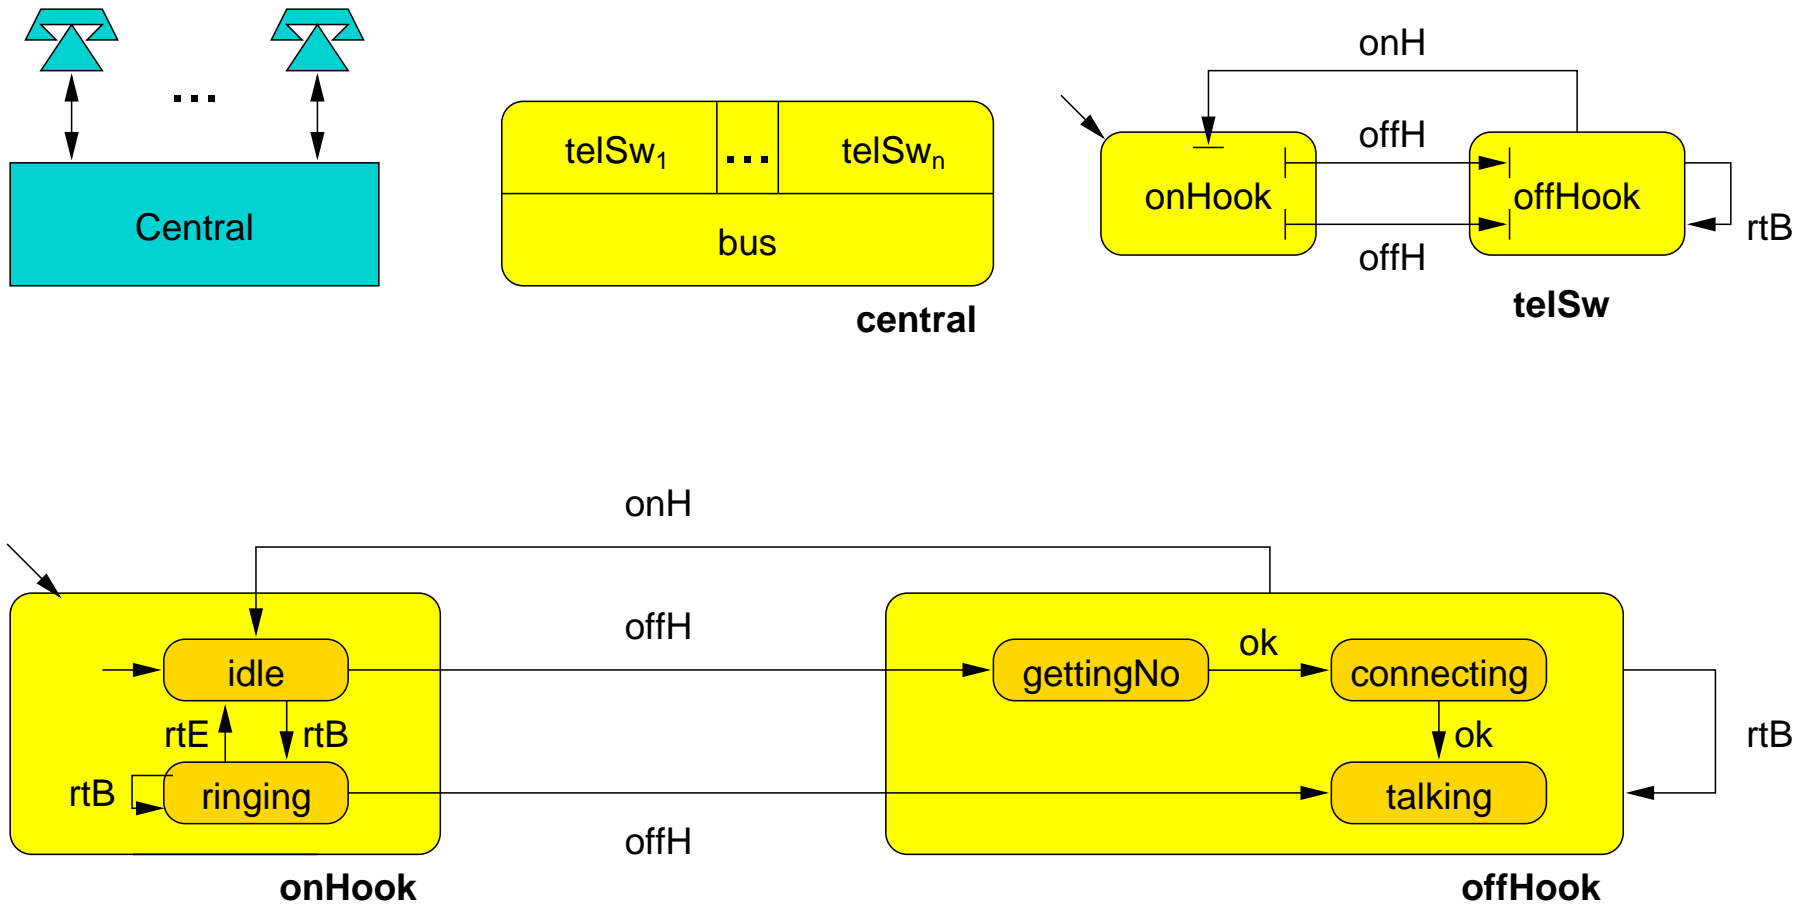 ...
Central
telSw1 ... telSwn
bus
central
onH
offH
onHook
offHook
offH
rtB
telSw
onH
offH
idle
gettingNo
ok
connecting
rtE
rtB
ok
rtB
rtB
ringing
talking
offH
onHook
offHook